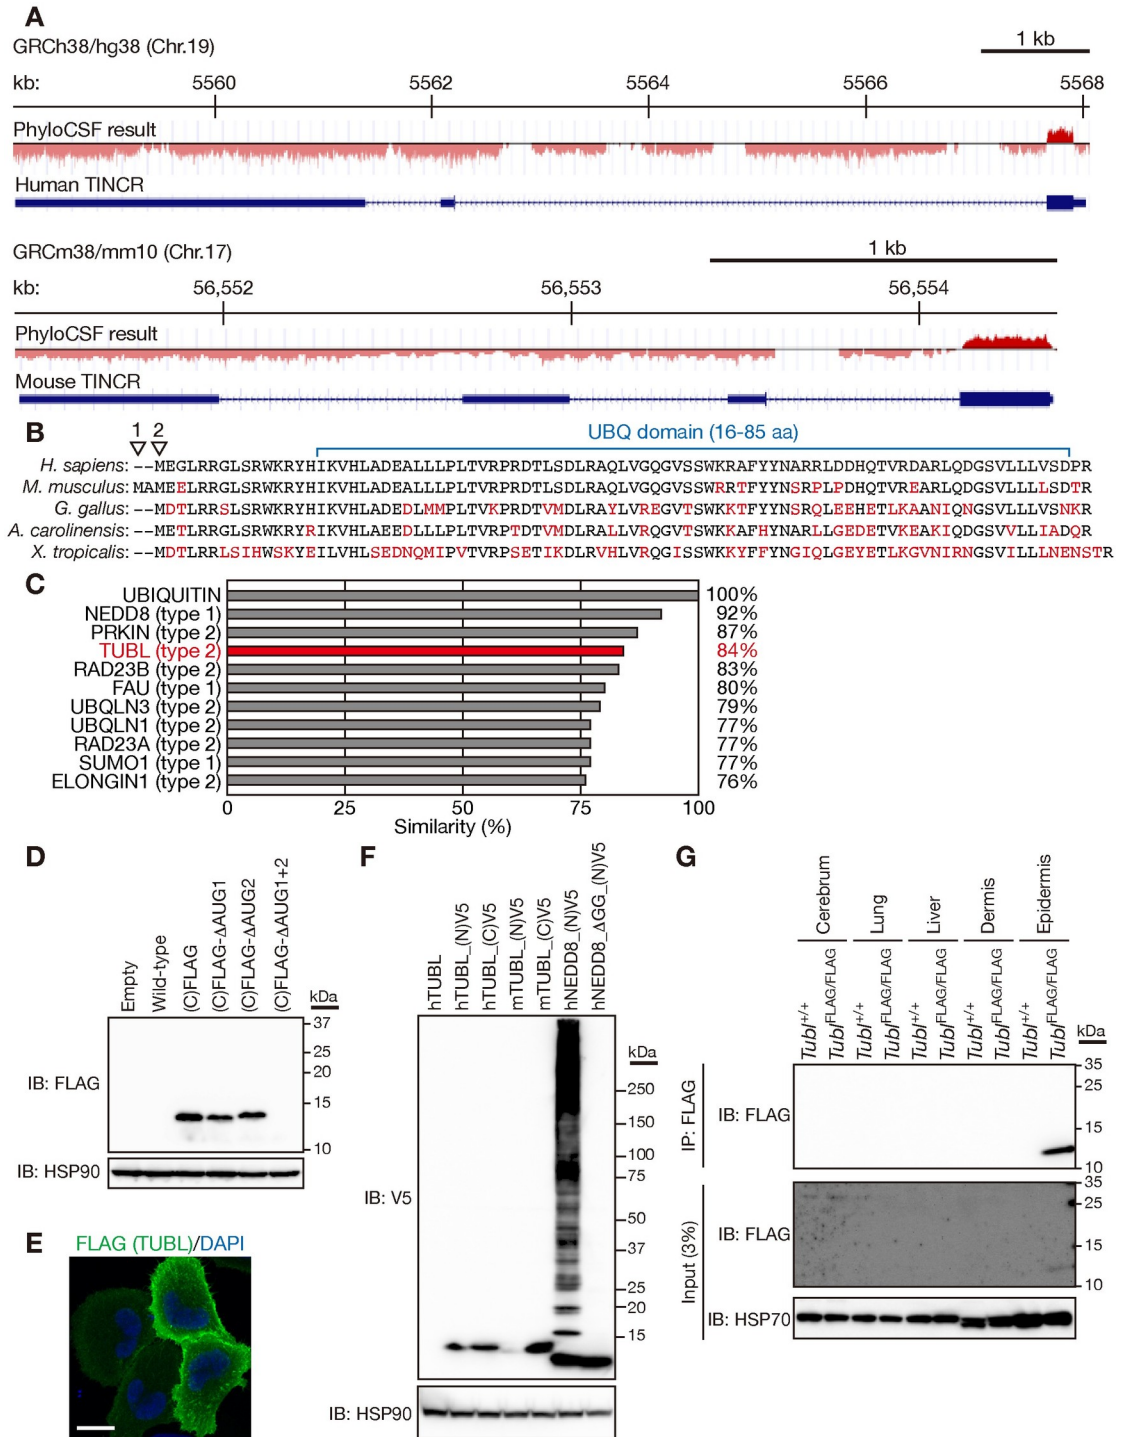 A
GRCh38/hg38 (Chr.19)
1 kb
kb: 5560 5562 5564 5566 5568
PhyloCSF result
Human TINCR
GRCm38/mm10 (Chr.17)
1 kb
kb: 56,552 56,553 56,554
PhyloCSF result
Mouse TINCR
B
1 2
UBQ domain (16-85 aa)
H. sapiens: --MEGLRRGLSRWKRYHIKVHLADEALLLPLTVRPRDTLSDLRAQLVGQGVSSWKRAFYYNARRLDDHQTVRDARLQDGSVLLLVSDPR
M. musculus: MAMEELRRGLSRWKRYHIKVHLADEALLLPLTVRPRDTLSDLRAQLVGQGVSSWRRTFYYNSRPLPDHQTVREARLQDGSVLLLLSDTR
G. gallus: --MDTLRRSLSRWKRYHIKVHLADEDLMMPLTVKPRDTVMDLRAYLVREGVTSWKKTFYYNSRQLEEHETLKAANIQNGSVLLLVSNKR
A. carolinensis: --METLRRGLSRWKRYRIKVHLAEEDLLLPLTVRPTDTVMDLRALLVRQGVTSWKKAFHYNARLLGEDETVKEAKIQDGSVVLLIADQR
X. tropicalis: --MDTLRRLSIHWSKYEILVHLSEDNQMIPVTVRPSETIKDLRVHLVRQGISSWKKYFFYNGIQLGEYETLKGVNIRNGSVILLLNENSTR
C
UBIQUITIN 100%
NEDD8 (type 1) 92%
PRKIN (type 2) 87%
TUBL (type 2) 84%
RAD23B (type 2) 83%
FAU (type 1) 80%
UBQLN3 (type 2) 79%
UBQLN1 (type 2) 77%
RAD23A (type 2) 77%
SUMO1 (type 1) 77%
ELONGIN1 (type 2) 76%
0 25 50 75 100
Similarity (%)
D
Empty
Wild-type
(C)FLAG
(C)FLAG-ΔAUG1
(C)FLAG-ΔAUG2
(C)FLAG-ΔAUG1+2
kDa
37
25
20
15
10
IB: FLAG
IB: HSP90
E
FLAG (TUBL)/DAPI
F
hTUBL
hTUBL_(N)V5
hTUBL_(C)V5
mTUBL_(N)V5
mTUBL_(C)V5
hNEDD8_(N)V5
hNEDD8_ΔGG_(N)V5
kDa
250
150
100
75
50
37
25
20
15
IB: V5
IB: HSP90
G
Cerebrum
Lung
Liver
Dermis
Epidermis
Tubl+/+
TublFLAG/FLAG
Tubl+/+
TublFLAG/FLAG
Tubl+/+
TublFLAG/FLAG
Tubl+/+
TublFLAG/FLAG
Tubl+/+
TublFLAG/FLAG
kDa
IP: FLAG
IB: FLAG
35
25
15
10
Input (3%)
IB: FLAG
35
25
15
10
IB: HSP70